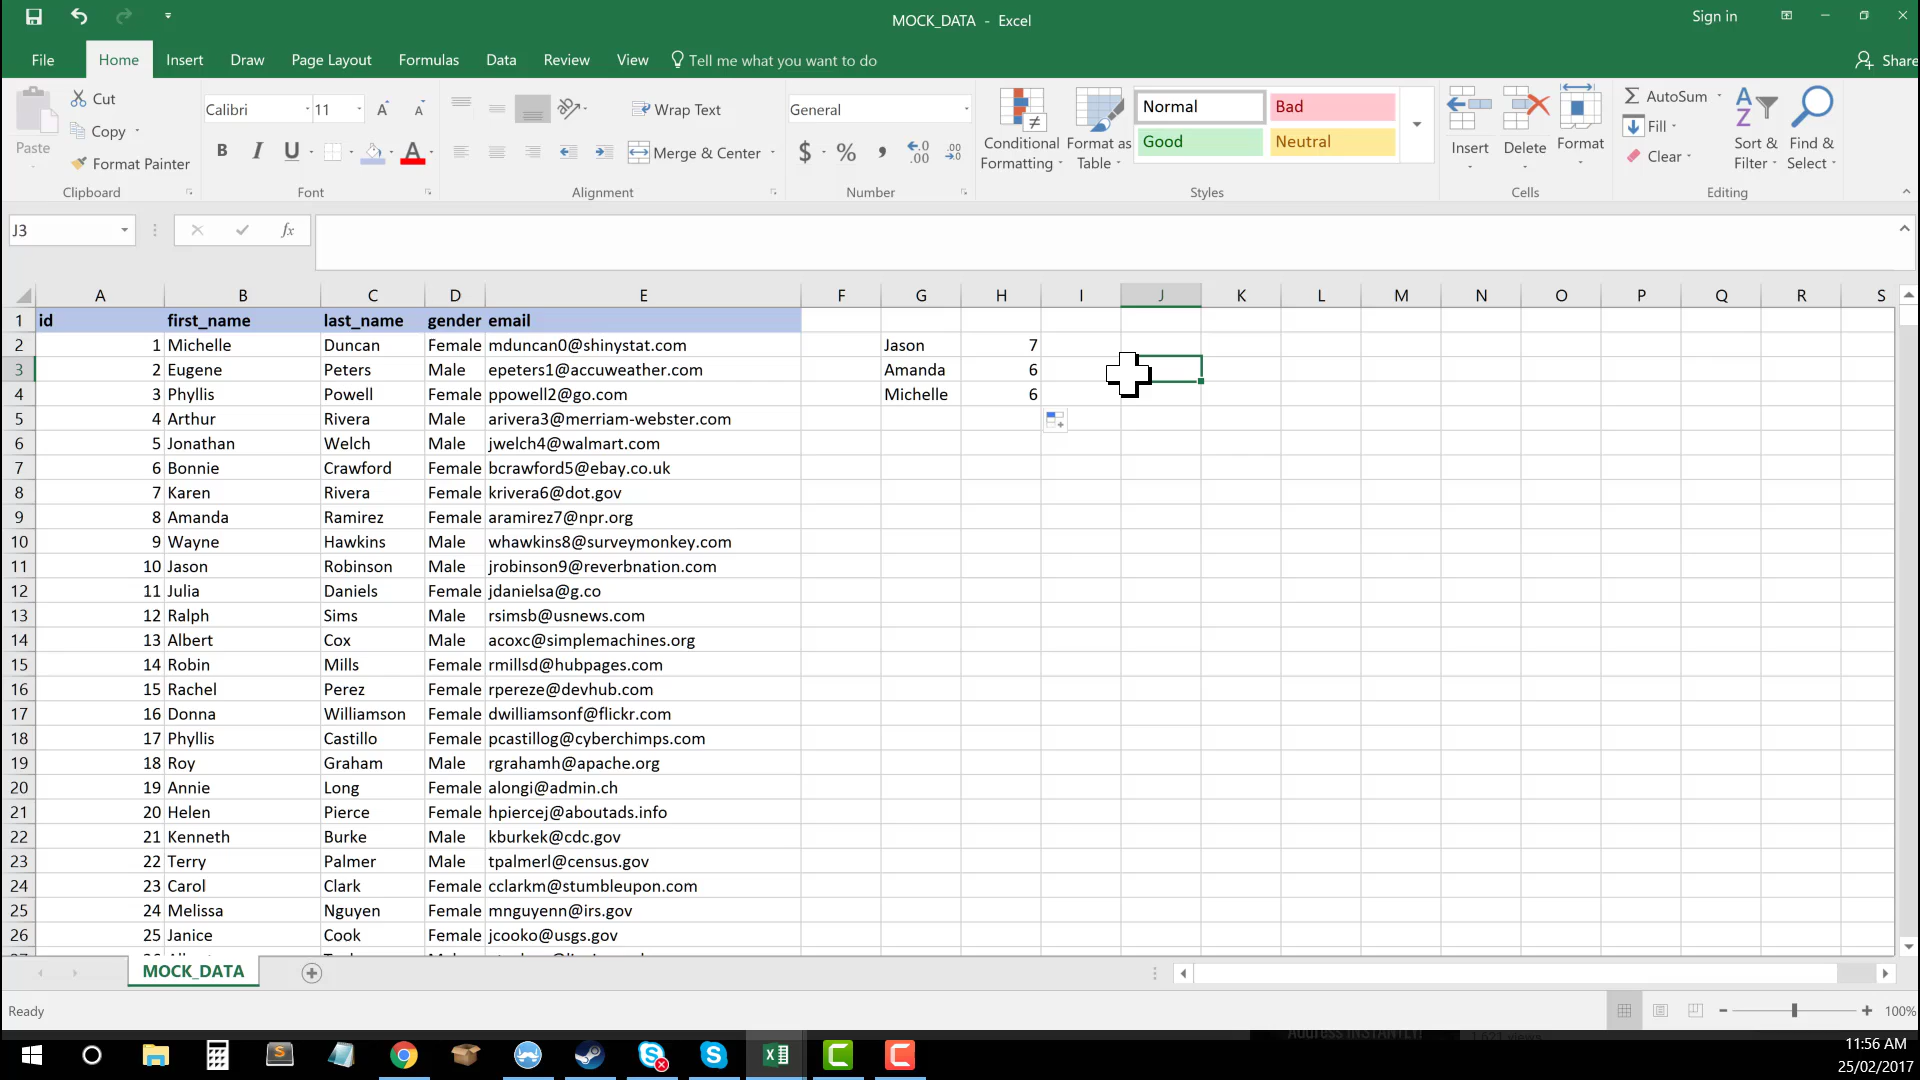 MOCK_DATA - Excel
Sign in
File Home Insert Draw Page Layout Formulas Data Review View Tell me what you want to do
Share
Paste
Cut
Copy
Format Painter
Clipboard
Calibri 11
B I U
Font
Wrap Text
Merge & Center
Alignment
General
$ % ,
Number
Conditional Formatting
Format as Table
Normal Bad
Good Neutral
Styles
Insert Delete Format
Cells
AutoSum
Fill
Clear
Sort & Filter
Find & Select
Editing
J3 fx
A B C D E F G H I J K L M N O P Q R S
1 id first_name last_name gender email
2 1 Michelle Duncan Female mduncan0@shinystat.com Jason 7
3 2 Eugene Peters Male epeters1@accuweather.com Amanda 6
4 3 Phyllis Powell Female ppowell2@go.com Michelle 6
5 4 Arthur Rivera Male arivera3@merriam-webster.com
6 5 Jonathan Welch Male jwelch4@walmart.com
7 6 Bonnie Crawford Female bcrawford5@ebay.co.uk
8 7 Karen Rivera Female krivera6@dot.gov
9 8 Amanda Ramirez Female aramirez7@npr.org
10 9 Wayne Hawkins Male whawkins8@surveymonkey.com
11 10 Jason Robinson Male jrobinson9@reverbnation.com
12 11 Julia Daniels Female jdanielsa@g.co
13 12 Ralph Sims Male rsimsb@usnews.com
14 13 Albert Cox Male acoxc@simplemachines.org
15 14 Robin Mills Female rmillsd@hubpages.com
16 15 Rachel Perez Female rpereze@devhub.com
17 16 Donna Williamson Female dwilliamsonf@flickr.com
18 17 Phyllis Castillo Female pcastillog@cyberchimps.com
19 18 Roy Graham Male rgrahamh@apache.org
20 19 Annie Long Female alongi@admin.ch
21 20 Helen Pierce Female hpiercej@aboutads.info
22 21 Kenneth Burke Male kburkek@cdc.gov
23 22 Terry Palmer Male tpalmerl@census.gov
24 23 Carol Clark Female cclarkm@stumbleupon.com
25 24 Melissa Nguyen Female mnguyenn@irs.gov
26 25 Janice Cook Female jcooko@usgs.gov
MOCK_DATA
Ready
100%
11:56 AM
25/02/2017